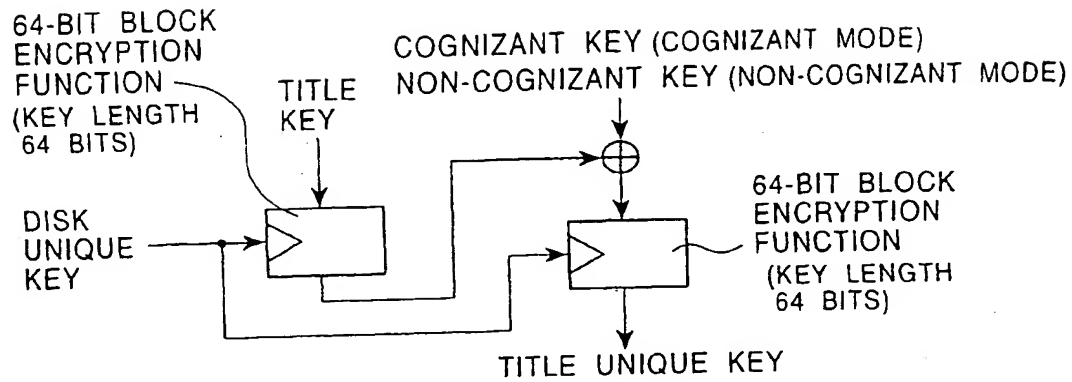 64-BIT BLOCK
ENCRYPTION
FUNCTION
(KEY LENGTH
64 BITS)
TITLE
KEY
COGNIZANT KEY (COGNIZANT MODE)
NON-COGNIZANT KEY (NON-COGNIZANT MODE)
DISK
UNIQUE
KEY
64-BIT BLOCK
ENCRYPTION
FUNCTION
(KEY LENGTH
64 BITS)
TITLE UNIQUE KEY